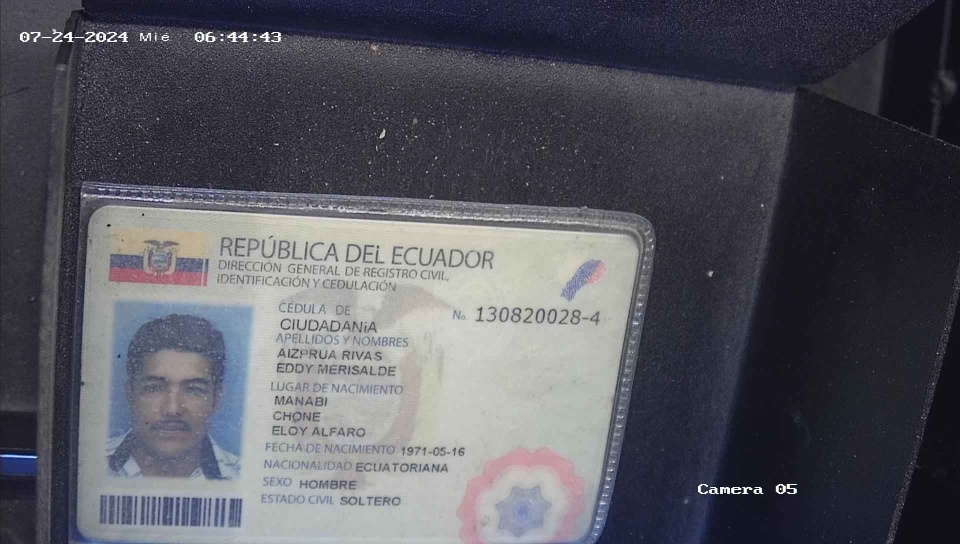 07-24-2024 Mié 06:44:43
REPÚBLICA DEL ECUADOR
DIRECCIÓN GENERAL DE REGISTRO CIVIL,
IDENTIFICACIÓN Y CEDULACIÓN
CÉDULA DE
No. 130820028-4
CIUDADANíA
APELLIDOS Y NOMBRES
AIZPRUA RIVAS
EDDY MERISALDE
LUGAR DE NACIMIENTO
MANABI
CHONE
ELOY ALFARO
FECHA DE NACIMIENTO 1971-05-16
NACIONALIDAD ECUATORIANA
SEXO HOMBRE
ESTADO CIVIL SOLTERO
Camera 05